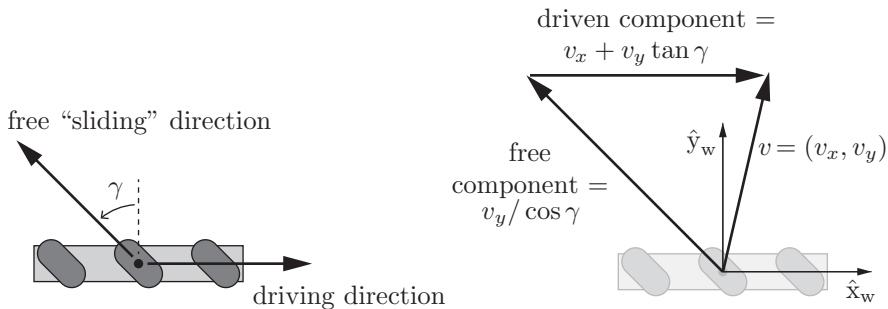 free “sliding” direction
γ
driving direction
driven component =
v_x + v_y tan γ
free
component =
v_y/ cos γ
ŷ_w
v = (v_x, v_y)
x̂_w